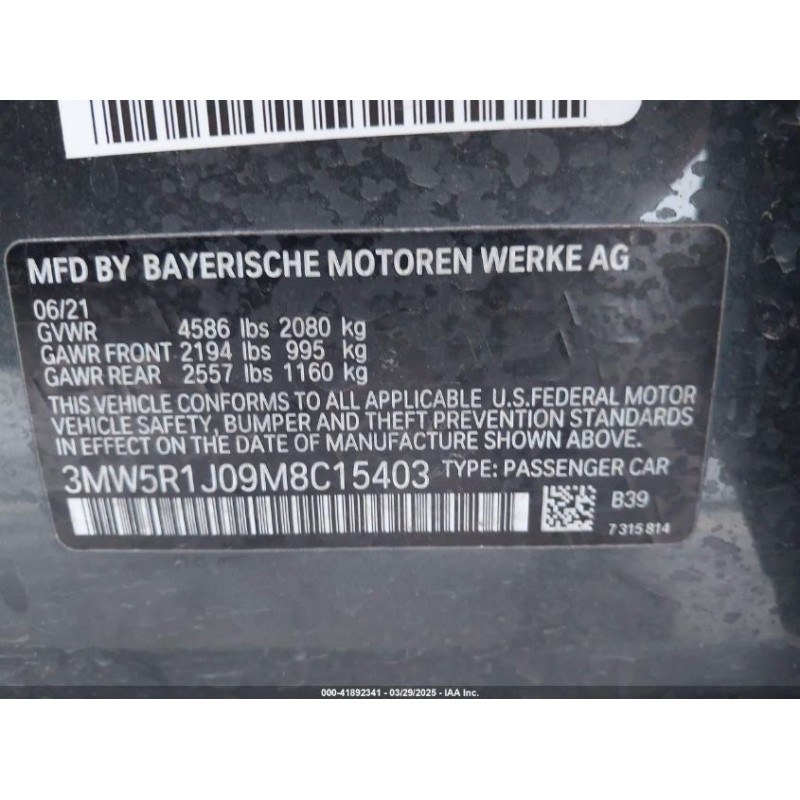 MFD BY BAYERISCHE MOTOREN WERKE AG
06/21
GVWR 4586 lbs 2080 kg
GAWR FRONT 2194 lbs 995 kg
GAWR REAR 2557 lbs 1160 kg
THIS VEHICLE CONFORMS TO ALL APPLICABLE U.S.FEDERAL MOTOR
VEHICLE SAFETY, BUMPER AND THEFT PREVENTION STANDARDS
IN EFFECT ON THE DATE OF MANUFACTURE SHOWN ABOVE.
3MW5R1J09M8C15403 TYPE: PASSENGER CAR
B39
7315814
000-41892341 - 03/29/2025 - IAA Inc.